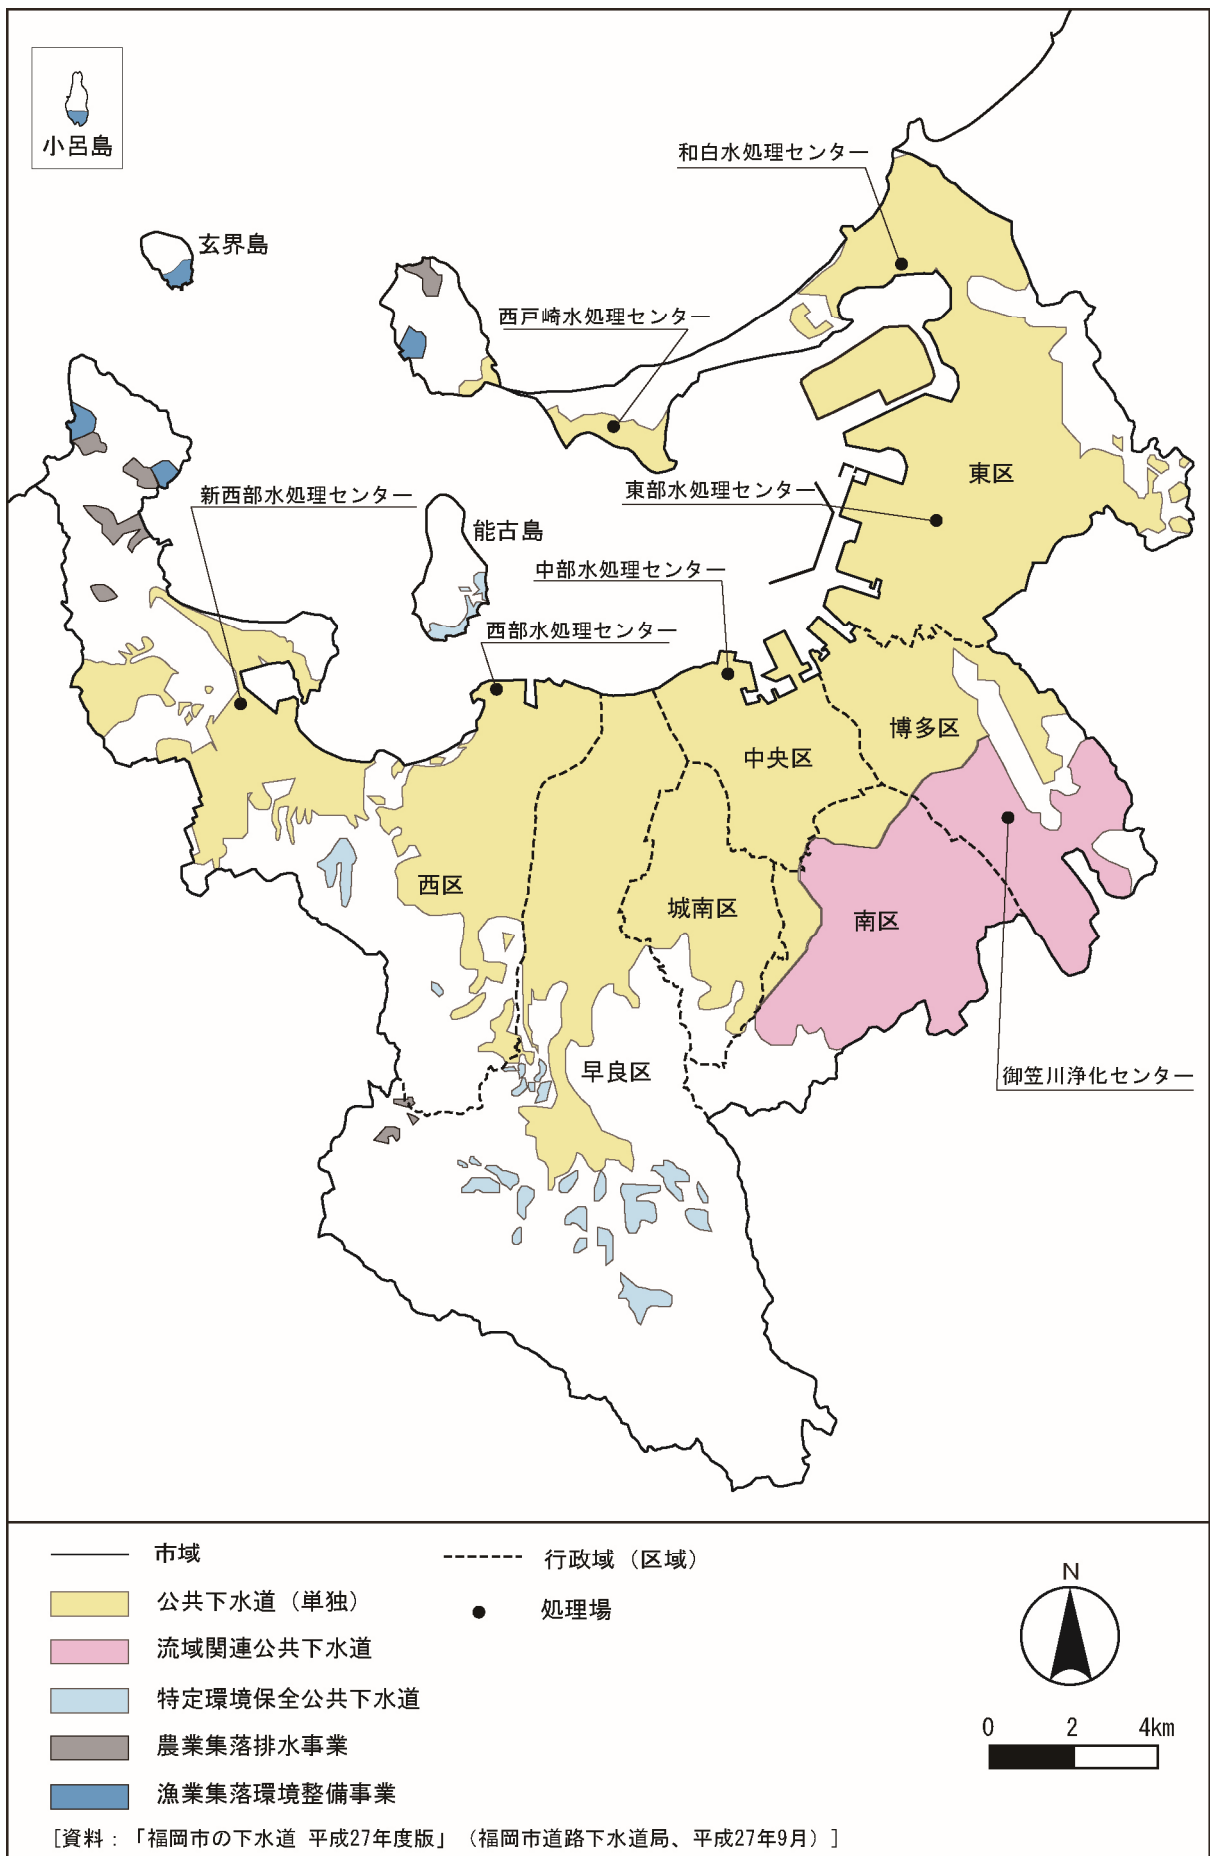 小呂島
和白水処理センター
玄界島
西戸崎水処理センター
東区
新西部水処理センター
東部水処理センター
能古島
中部水処理センター
西部水処理センター
博多区
中央区
西区
城南区
南区
早良区
御笠川浄化センター
市域
行政域（区域）
公共下水道（単独）
処理場
流域関連公共下水道
特定環境保全公共下水道
農業集落排水事業
漁業集落環境整備事業
N
0 2 4km
[資料：「福岡市の下水道 平成27年度版」（福岡市道路下水道局、平成27年9月）]